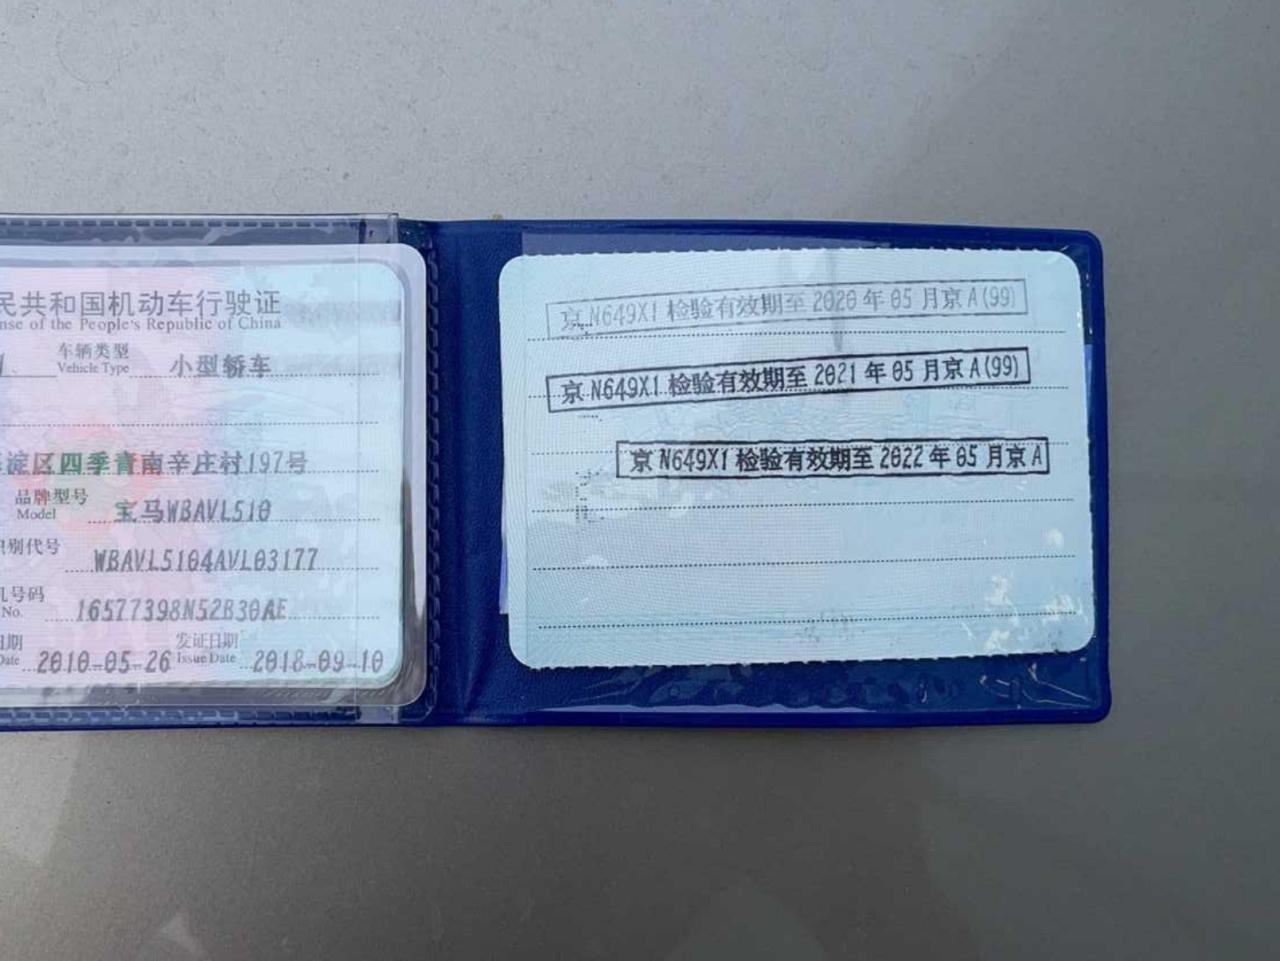 民共和国机动车行驶证
nse of the People's Republic of China
车辆类型 小型轿车
Vehicle Type
淀区四季青南辛庄村197号
品牌型号 宝马WBAVL510
Model
别代号 WBAVL5104AVL03177
机号码 16577398N52B30AE
No.
日期 2010-05-26 发证日期 2018-09-10
Date Issue Date
京N649X1 检验有效期至 2020 年 05 月京A(99)
京N649X1 检验有效期至 2021 年 05 月京A(99)
京N649X1 检验有效期至 2022 年 05 月京A